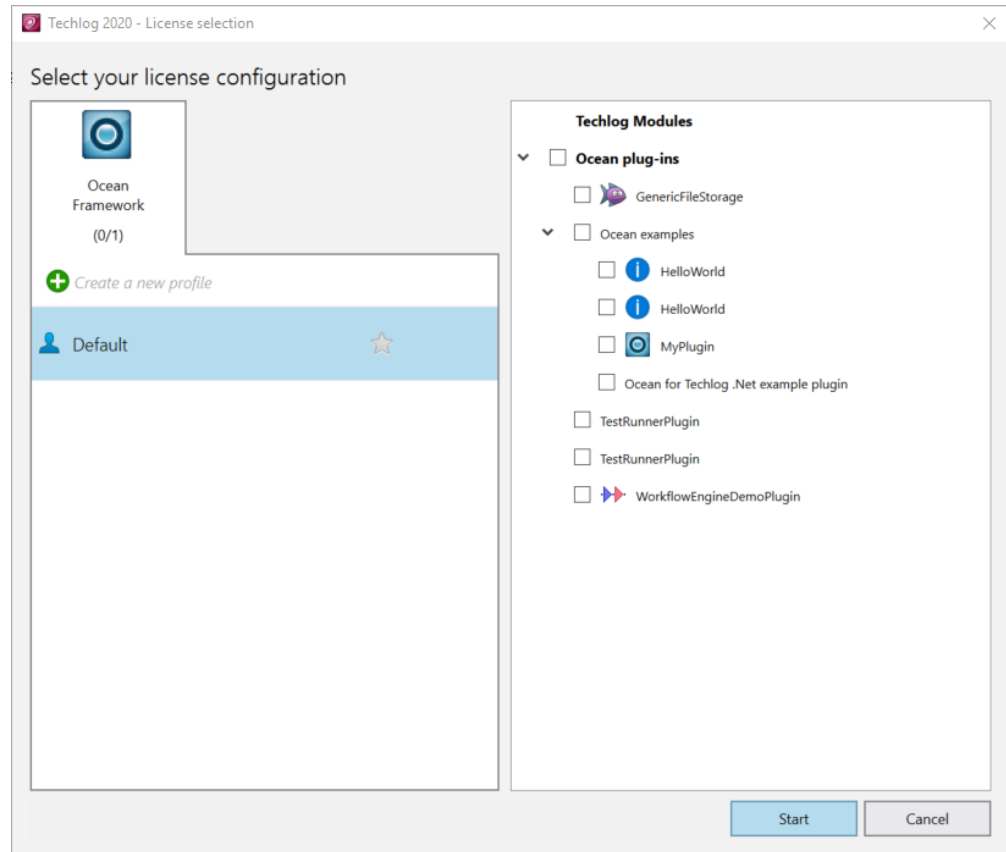 Techlog 2020 - License selection
Select your license configuration
Ocean
Framework
(0/1)
Create a new profile
Default
Techlog Modules
Ocean plug-ins
GenericFileStorage
Ocean examples
HelloWorld
HelloWorld
MyPlugin
Ocean for Techlog .Net example plugin
TestRunnerPlugin
TestRunnerPlugin
WorkflowEngineDemoPlugin
Start
Cancel